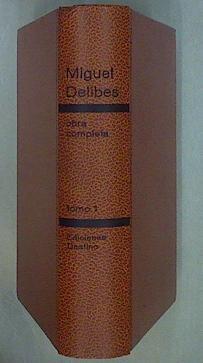 Miguel
Delibes
obra
completa
tomo 1
Ediciones
Destino